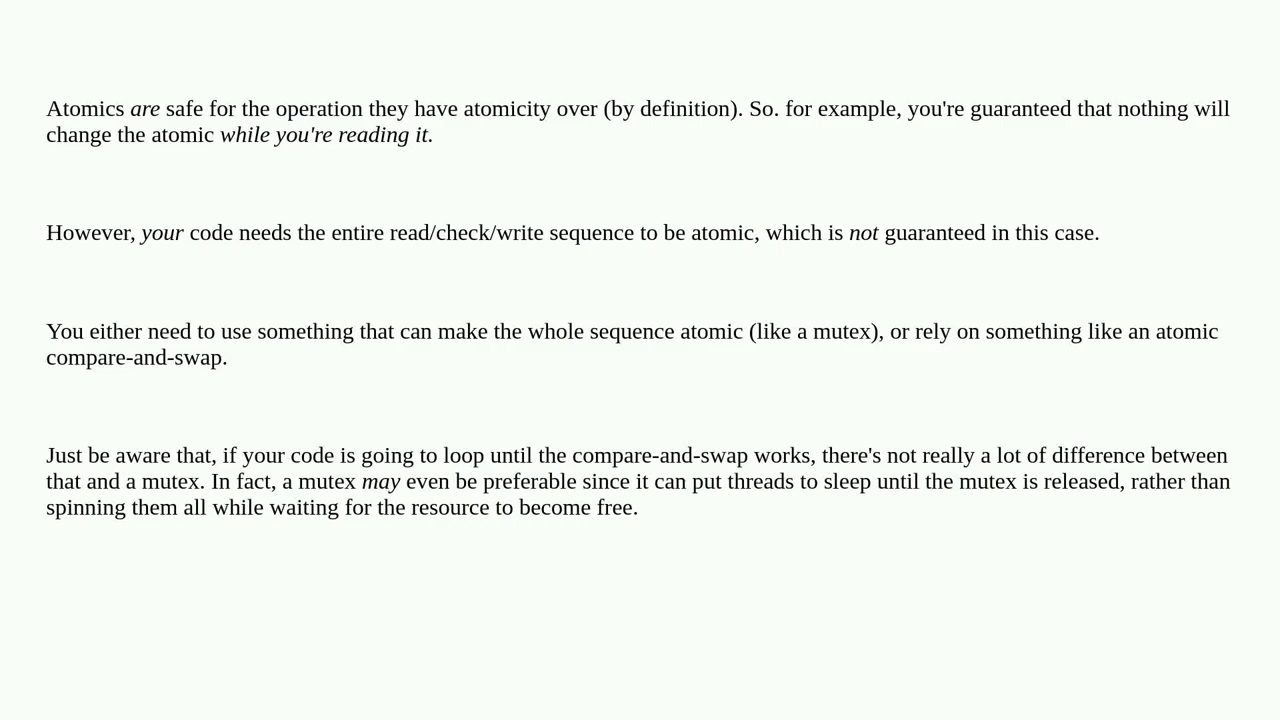 Atomics are safe for the operation they have atomicity over (by definition). So. for example, you're guaranteed that nothing will
change the atomic while you're reading it.
However, your code needs the entire read/check/write sequence to be atomic, which is not guaranteed in this case.
You either need to use something that can make the whole sequence atomic (like a mutex), or rely on something like an atomic
compare-and-swap.
Just be aware that, if your code is going to loop until the compare-and-swap works, there's not really a lot of difference between
that and a mutex. In fact, a mutex may even be preferable since it can put threads to sleep until the mutex is released, rather than
spinning them all while waiting for the resource to become free.